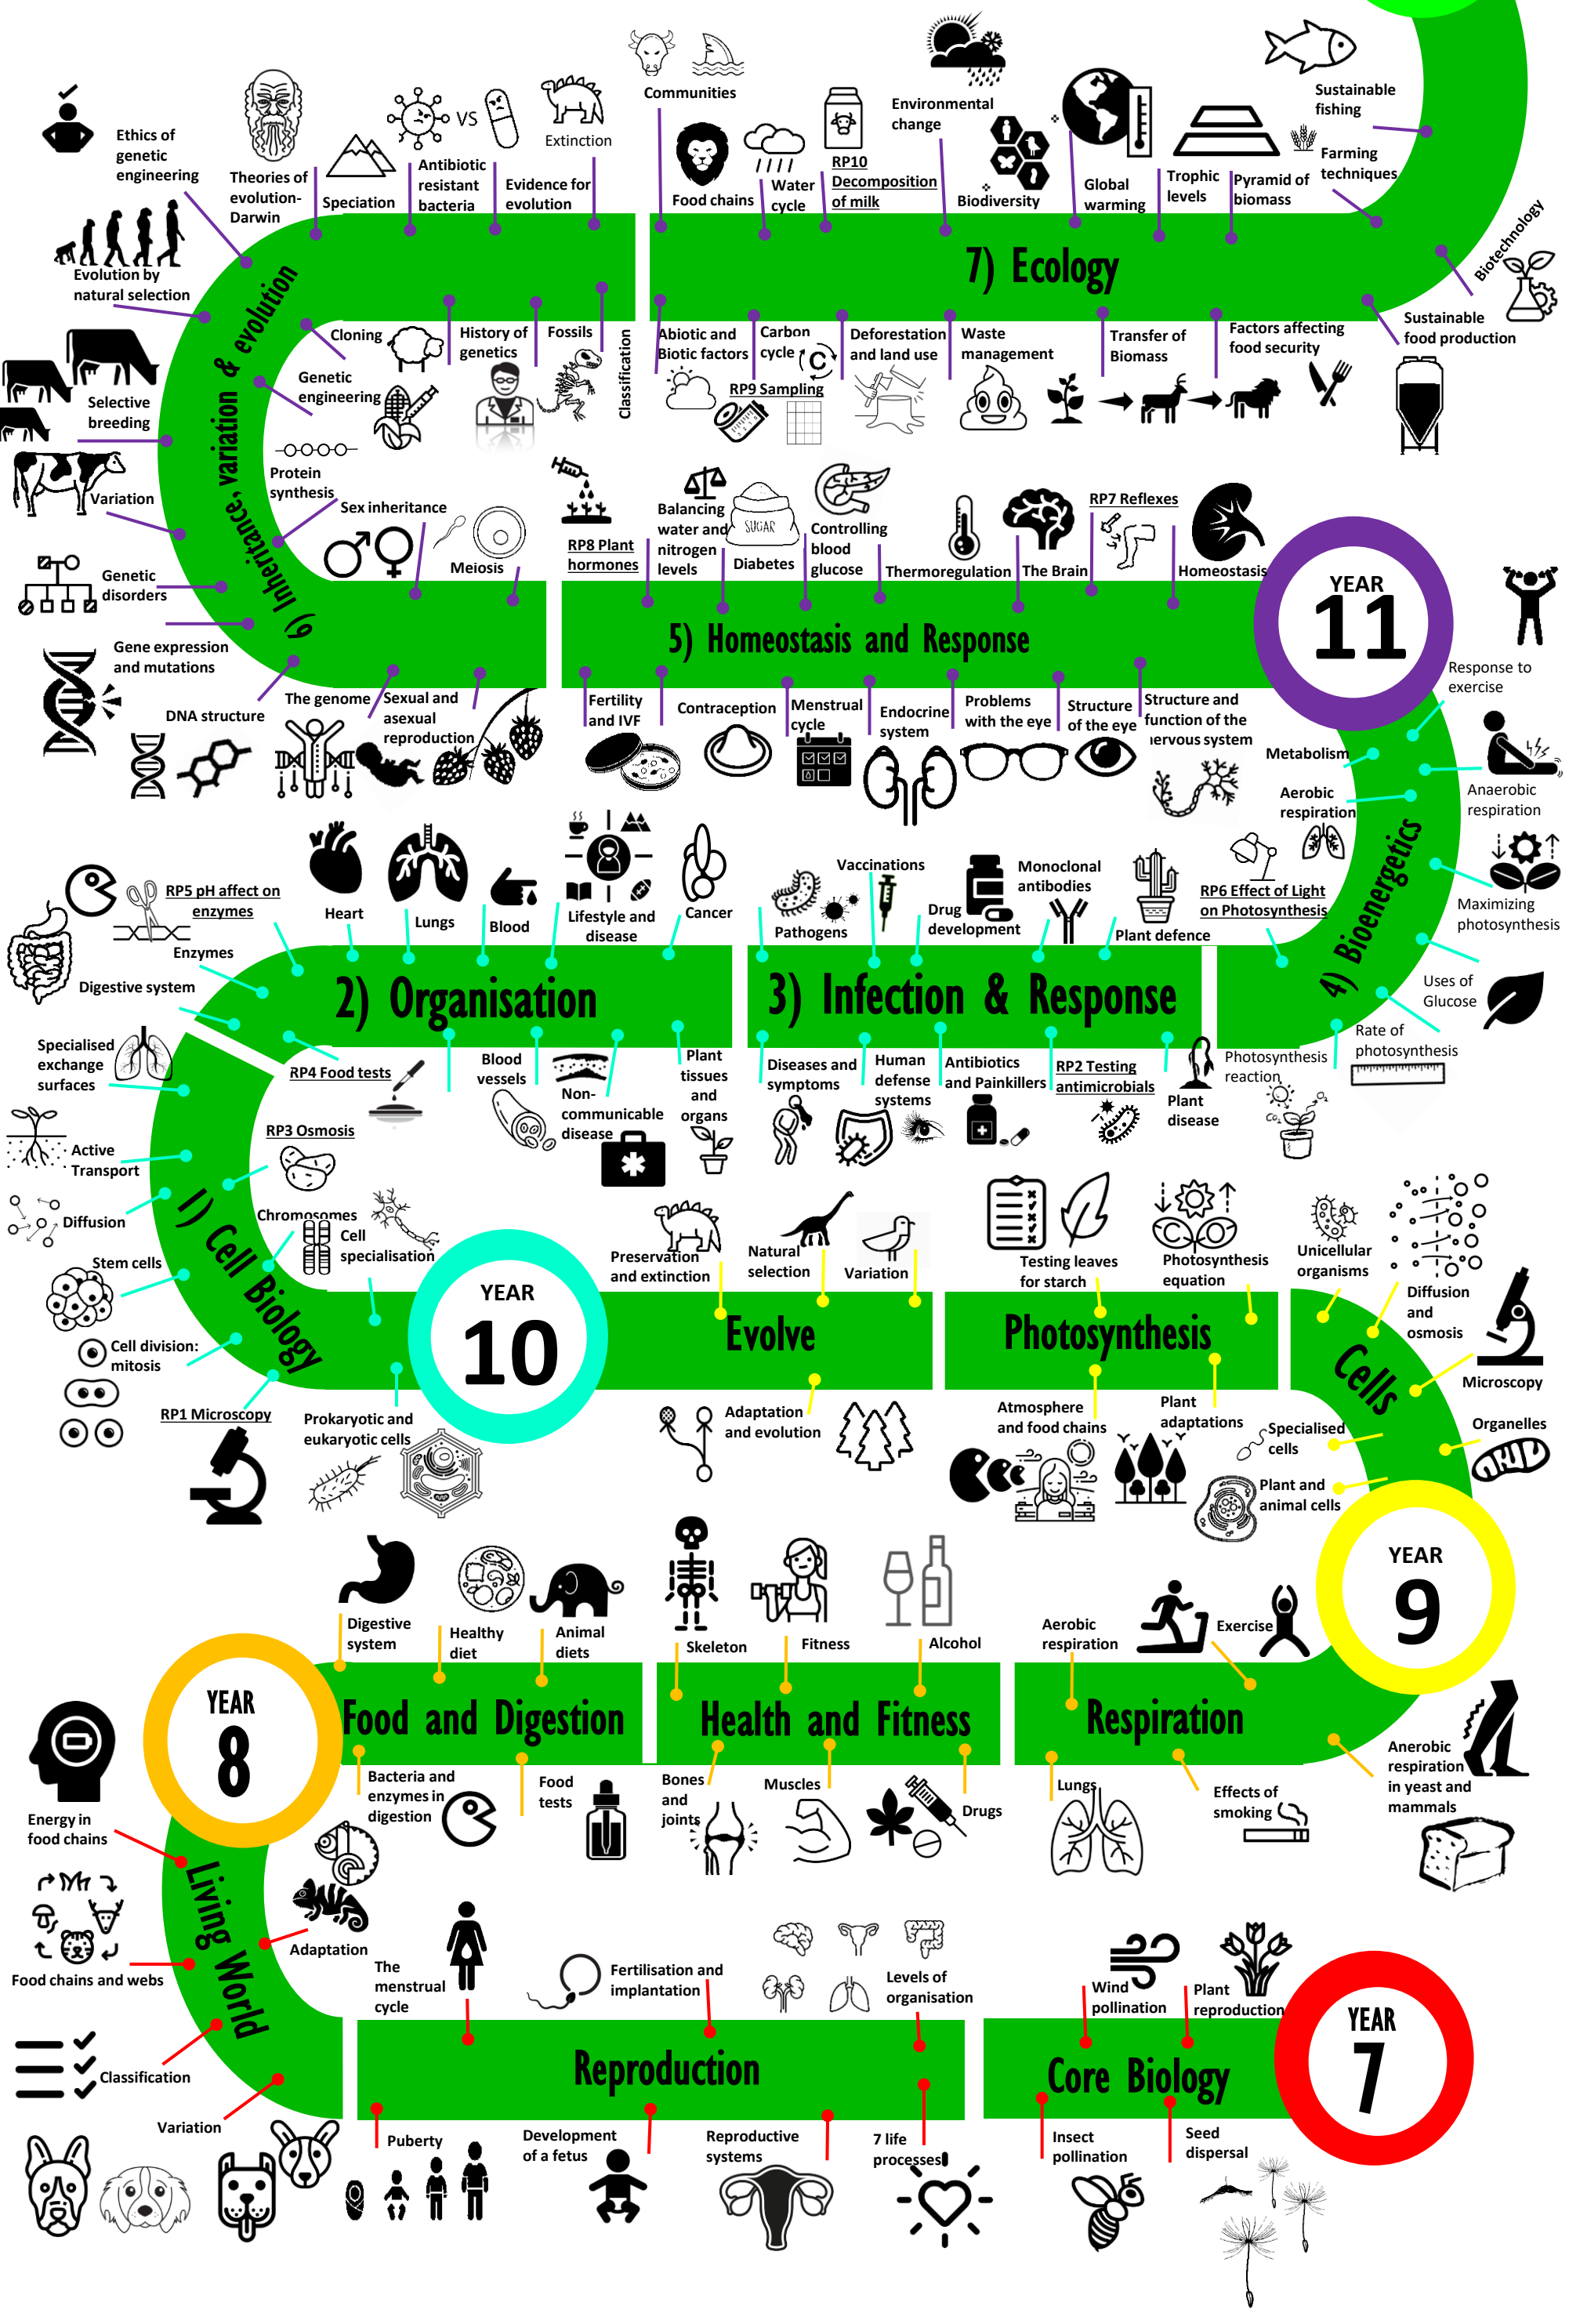 Communities
Environmental
change
Sustainable
fishing
Ethics of
genetic
engineering
Theories of
evolution-
Darwin
Speciation
VS
Antibiotic
resistant
bacteria
Extinction
Evidence for
evolution
Food chains
Water
cycle
RP10
Decomposition
of milk
Biodiversity
Global
warming
Trophic
levels
Pyramid of
biomass
Farming
techniques
Biotechnology
7) Ecology
Evolution by
natural selection
6) Inheritance, variation & evolution
Cloning
History of
genetics
Fossils
Classification
Abiotic and
Biotic factors
Carbon
cycle
C
RP9 Sampling
Deforestation
and land use
Waste
management
Transfer of
Biomass
Factors affecting
food security
Sustainable
food production
Genetic
engineering
Selective
breeding
Protein
synthesis
Variation
Sex inheritance
Meiosis
Genetic
disorders
RP8 Plant
hormones
Balancing
water and
nitrogen
levels
SUGAR
Diabetes
Controlling
blood
glucose
Thermoregulation
The Brain
RP7 Reflexes
Homeostasis
YEAR
11
5) Homeostasis and Response
Gene expression
and mutations
DNA structure
The genome
Sexual and
asexual
reproduction
Fertility
and IVF
Contraception
Menstrual
cycle
Endocrine
system
Problems
with the eye
Structure
of the eye
Structure and
function of the
nervous system
Response to
exercise
Metabolism
Anaerobic
respiration
Aerobic
respiration
4) Bioenergetics
Maximizing
photosynthesis
RP6 Effect of Light
on Photosynthesis
Uses of
Glucose
Rate of
photosynthesis
Photosynthesis
reaction
CO₂
O₂
RP5 pH affect on
enzymes
Enzymes
Digestive system
Heart
Lungs
Blood
Lifestyle and
disease
Cancer
Pathogens
Vaccinations
Drug
development
Monoclonal
antibodies
Plant defence
2) Organisation
3) Infection & Response
Specialised
exchange
surfaces
RP4 Food tests
Blood
vessels
Non-
communicable
disease
Plant
tissues
and
organs
Diseases and
symptoms
Human
defense
systems
Antibiotics
and Painkillers
RP2 Testing
antimicrobials
Plant
disease
Active
Transport
RP3 Osmosis
Diffusion
Chromosomes
Cell
specialisation
1) Cell Biology
Stem cells
Cell division:
mitosis
RP1 Microscopy
Prokaryotic and
eukaryotic cells
YEAR
10
Preservation
and extinction
Natural
selection
Variation
Evolve
Adaptation
and evolution
Testing leaves
for starch
Photosynthesis
equation
Photosynthesis
Atmosphere
and food chains
Plant
adaptations
Unicellular
organisms
Diffusion
and
osmosis
Microscopy
Cells
Organelles
Specialised
cells
Plant and
animal cells
YEAR
9
Digestive
system
Healthy
diet
Animal
diets
Skeleton
Fitness
Alcohol
Aerobic
respiration
Exercise
YEAR
8
Food and Digestion
Health and Fitness
Respiration
Bacteria and
enzymes in
digestion
Food
tests
Bones
and
joints
Muscles
Drugs
Lungs
Effects of
smoking
Anerobic
respiration
in yeast and
mammals
Energy in
food chains
Living World
Adaptation
Food chains and webs
Classification
Variation
The
menstrual
cycle
Fertilisation and
implantation
Levels of
organisation
Wind
pollination
Plant
reproduction
YEAR
7
Reproduction
Core Biology
Puberty
Development
of a fetus
Reproductive
systems
7 life
processes
Insect
pollination
Seed
dispersal